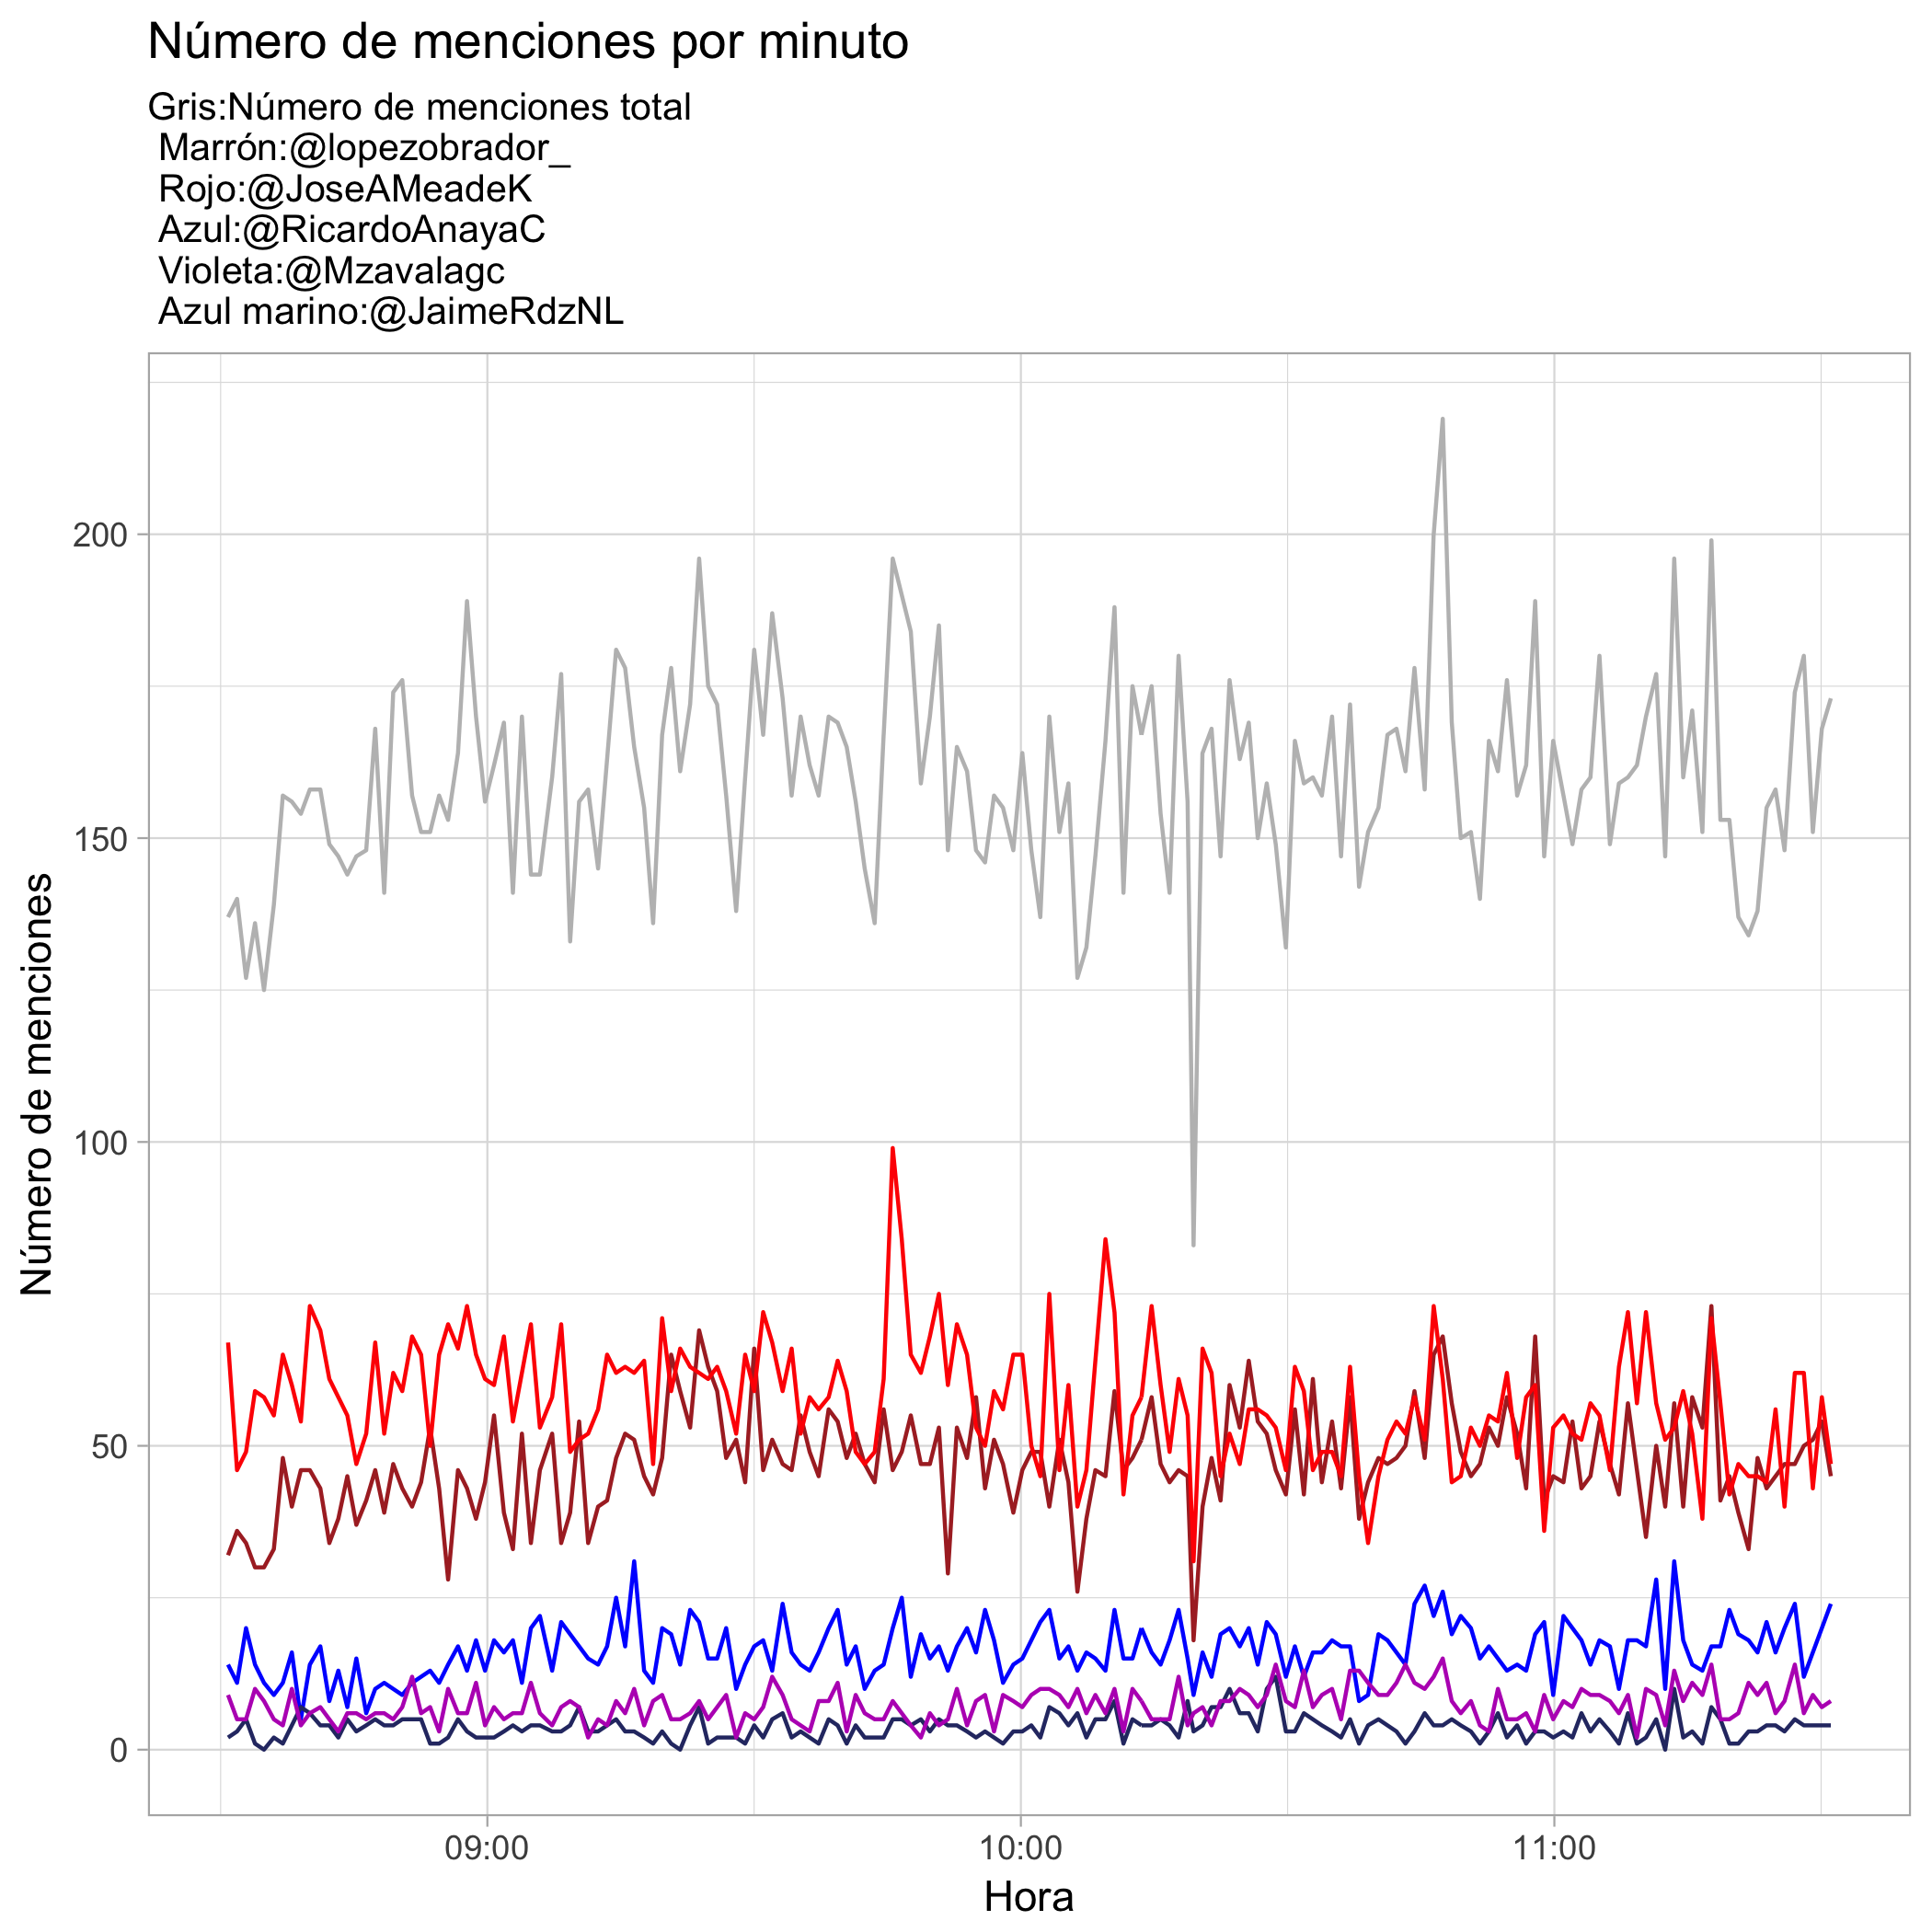 Número de menciones por minuto
Gris:Número de menciones total
Marrón:@lopezobrador_
Rojo:@JoseAMeadeK
Azul:@RicardoAnayaC
Violeta:@Mzavalagc
Azul marino:@JaimeRdzNL
Número de menciones
200
150
100
50
0
09:00 10:00 11:00
Hora